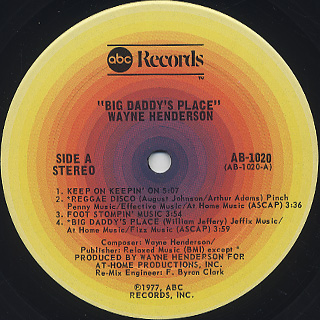 abc Records
TM
"BIG DADDY'S PLACE"
WAYNE HENDERSON
SIDE A
STEREO
AB-1020
(AB-1020-A)
1. KEEP ON KEEPIN' ON 5:07
2. *REGGAE DISCO (August Johnson/Arthur Adams) Pinch
Penny Music/Effective Music/At Home Music (ASCAP) 3:36
3. FOOT STOMPIN' MUSIC 3:54
4. *BIG DADDY'S PLACE (William Jeffery) Jeffix Music/
At Home Music/Fizz Music (ASCAP) 3:59
Composer: Wayne Henderson/
Publisher: Relaxed Music (BMI) except *
PRODUCED BY WAYNE HENDERSON FOR
AT-HOME PRODUCTIONS, INC.
Re-Mix Engineer: F. Byron Clark
℗1977, ABC
RECORDS, INC.